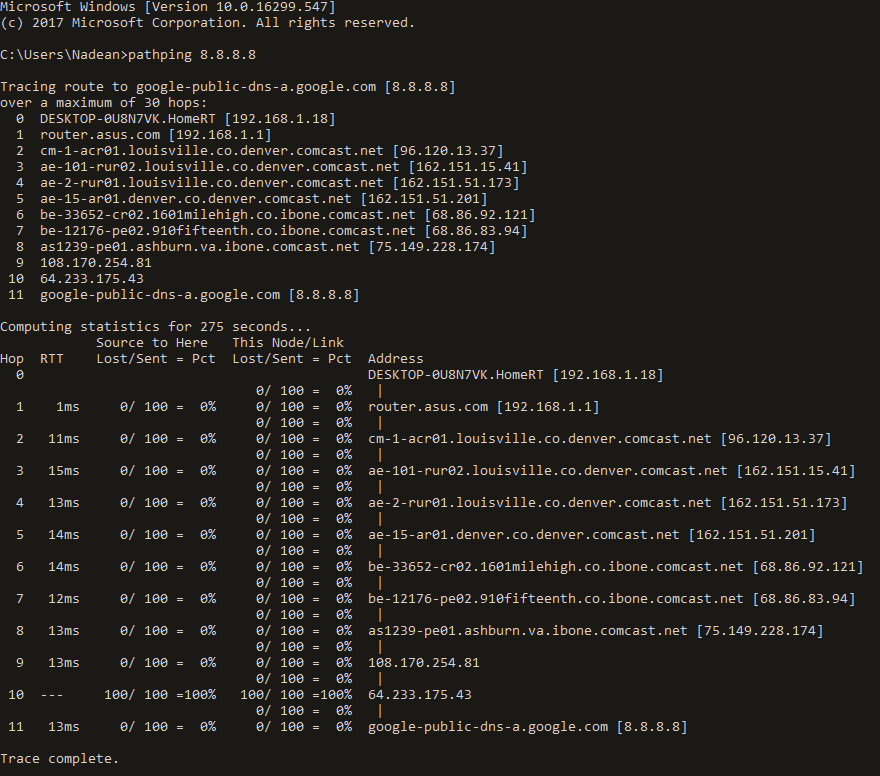 Microsoft Windows [Version 10.0.16299.547]
(c) 2017 Microsoft Corporation. All rights reserved.
C:\Users\Nadean>pathping 8.8.8.8
Tracing route to google-public-dns-a.google.com [8.8.8.8]
over a maximum of 30 hops:
  0  DESKTOP-0U8N7VK.HomeRT [192.168.1.18]
  1  router.asus.com [192.168.1.1]
  2  cm-1-acr01.louisville.co.denver.comcast.net [96.120.13.37]
  3  ae-101-rur02.louisville.co.denver.comcast.net [162.151.15.41]
  4  ae-2-rur01.louisville.co.denver.comcast.net [162.151.51.173]
  5  ae-15-ar01.denver.co.denver.comcast.net [162.151.51.201]
  6  be-33652-cr02.1601milehigh.co.ibone.comcast.net [68.86.92.121]
  7  be-12176-pe02.910fifteenth.co.ibone.comcast.net [68.86.83.94]
  8  as1239-pe01.ashburn.va.ibone.comcast.net [75.149.228.174]
  9  108.170.254.81
 10  64.233.175.43
 11  google-public-dns-a.google.com [8.8.8.8]
Computing statistics for 275 seconds...
            Source to Here   This Node/Link
Hop  RTT    Lost/Sent = Pct  Lost/Sent = Pct  Address
  0                                           DESKTOP-0U8N7VK.HomeRT [192.168.1.18]
                                0/ 100 =  0%   |
  1    1ms     0/ 100 =  0%     0/ 100 =  0%  router.asus.com [192.168.1.1]
                                0/ 100 =  0%   |
  2   11ms     0/ 100 =  0%     0/ 100 =  0%  cm-1-acr01.louisville.co.denver.comcast.net [96.120.13.37]
                                0/ 100 =  0%   |
  3   15ms     0/ 100 =  0%     0/ 100 =  0%  ae-101-rur02.louisville.co.denver.comcast.net [162.151.15.41]
                                0/ 100 =  0%   |
  4   13ms     0/ 100 =  0%     0/ 100 =  0%  ae-2-rur01.louisville.co.denver.comcast.net [162.151.51.173]
                                0/ 100 =  0%   |
  5   14ms     0/ 100 =  0%     0/ 100 =  0%  ae-15-ar01.denver.co.denver.comcast.net [162.151.51.201]
                                0/ 100 =  0%   |
  6   14ms     0/ 100 =  0%     0/ 100 =  0%  be-33652-cr02.1601milehigh.co.ibone.comcast.net [68.86.92.121]
                                0/ 100 =  0%   |
  7   12ms     0/ 100 =  0%     0/ 100 =  0%  be-12176-pe02.910fifteenth.co.ibone.comcast.net [68.86.83.94]
                                0/ 100 =  0%   |
  8   13ms     0/ 100 =  0%     0/ 100 =  0%  as1239-pe01.ashburn.va.ibone.comcast.net [75.149.228.174]
                                0/ 100 =  0%   |
  9   13ms     0/ 100 =  0%     0/ 100 =  0%  108.170.254.81
                                0/ 100 =  0%   |
 10  ---     100/ 100 =100%   100/ 100 =100%  64.233.175.43
                                0/ 100 =  0%   |
 11   13ms     0/ 100 =  0%     0/ 100 =  0%  google-public-dns-a.google.com [8.8.8.8]
Trace complete.